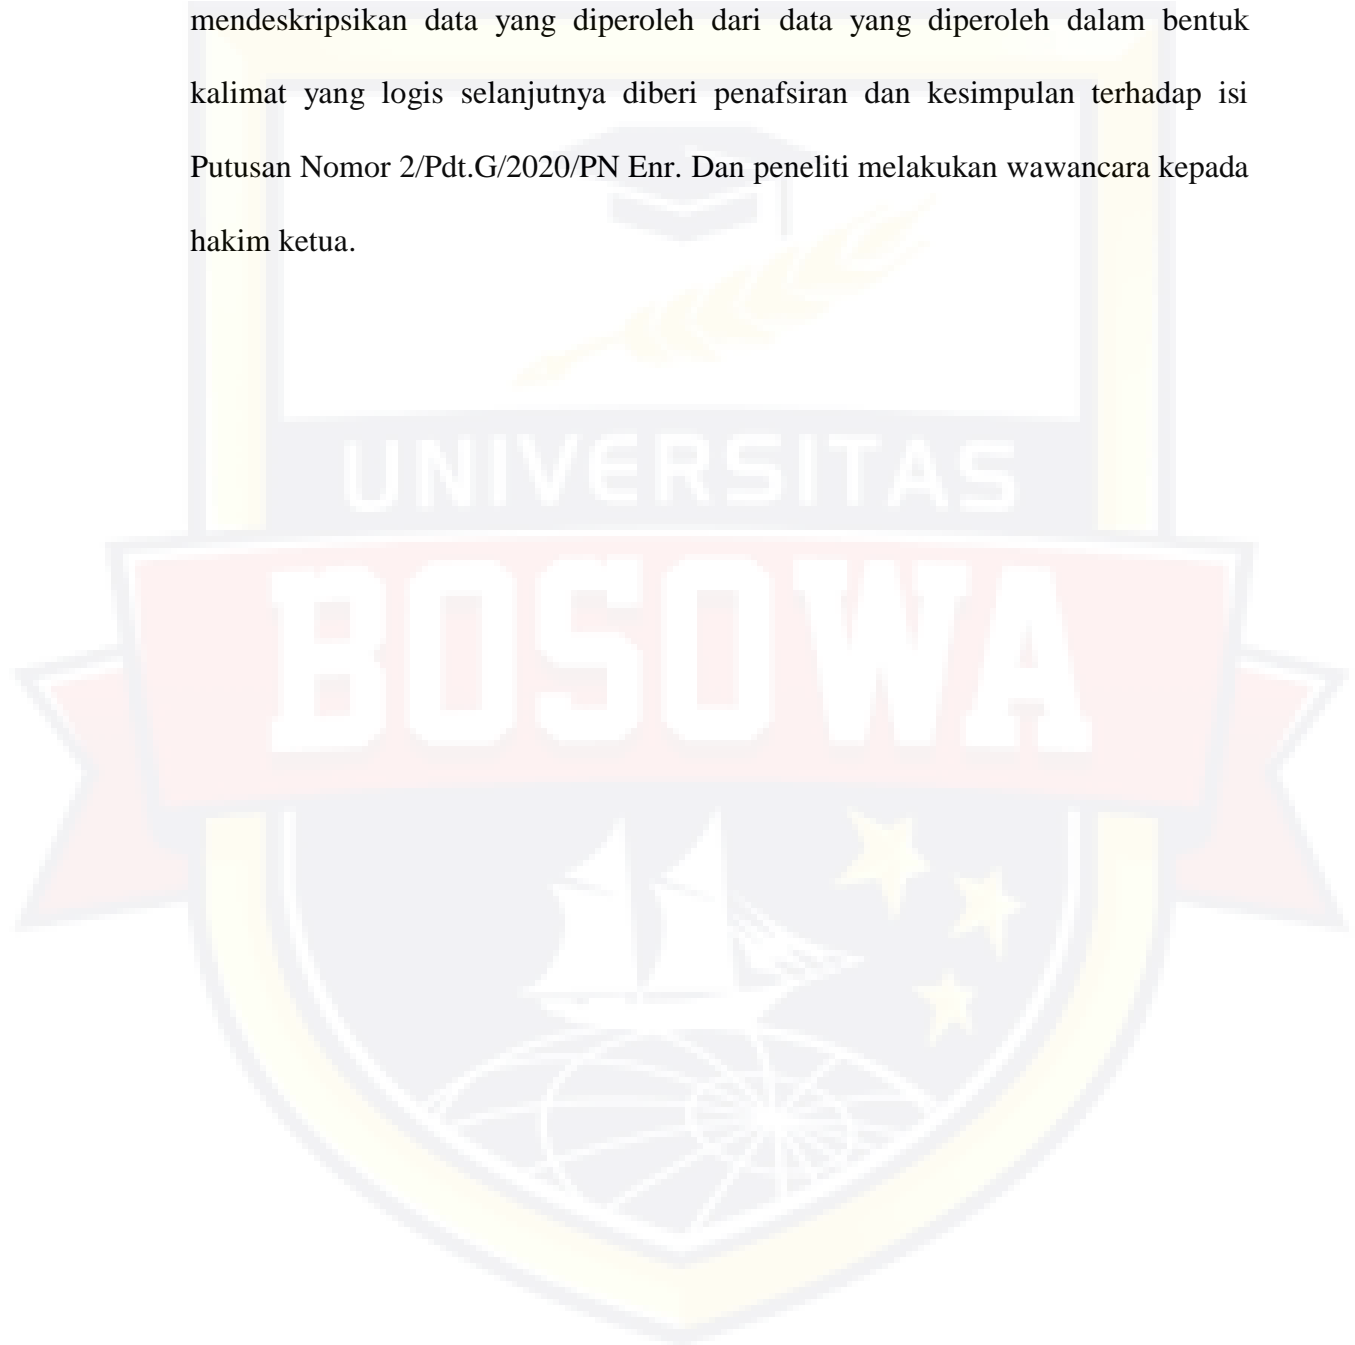 mendeskripsikan data yang diperoleh dari data yang diperoleh dalam bentuk
kalimat yang logis selanjutnya diberi penafsiran dan kesimpulan terhadap isi
Putusan Nomor 2/Pdt.G/2020/PN Enr. Dan peneliti melakukan wawancara kepada
hakim ketua.
UNIVERSITAS
BOSOWA